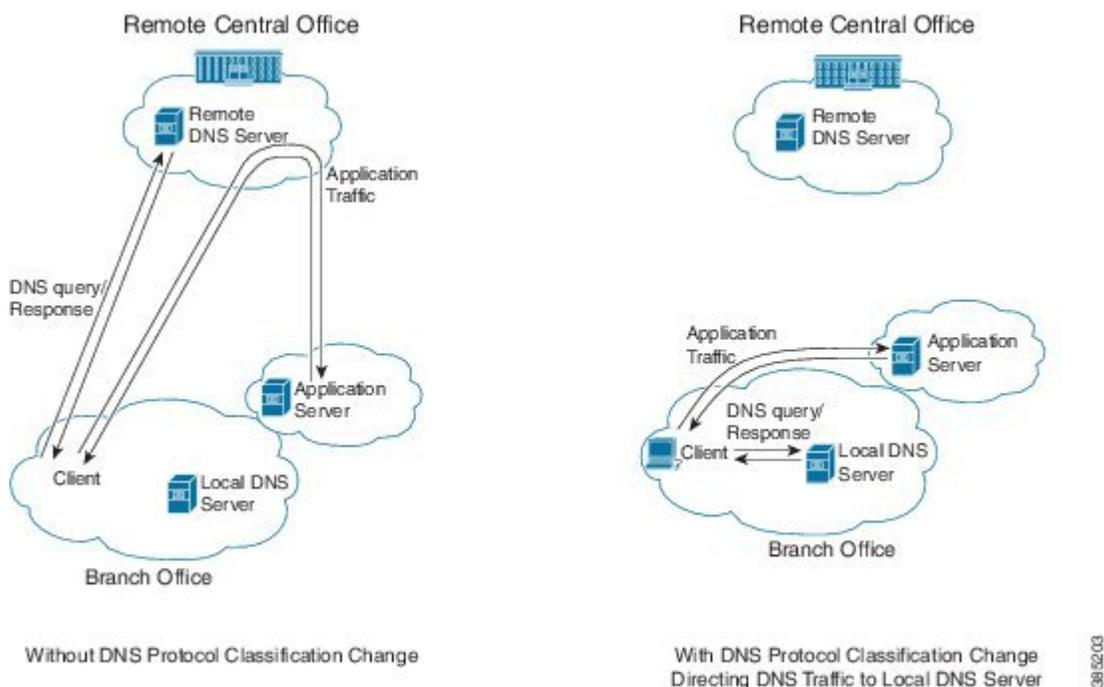 Remote Central Office
Remote
DNS Server
Application
Traffic
DNS query/
Response
Application
Server
Client
Local DNS
Server
Branch Office
Without DNS Protocol Classification Change
Remote Central Office
Remote
DNS Server
Application
Traffic
Application
Server
DNS query/
Response
Client
Local DNS
Server
Branch Office
With DNS Protocol Classification Change
Directing DNS Traffic to Local DNS Server
385203